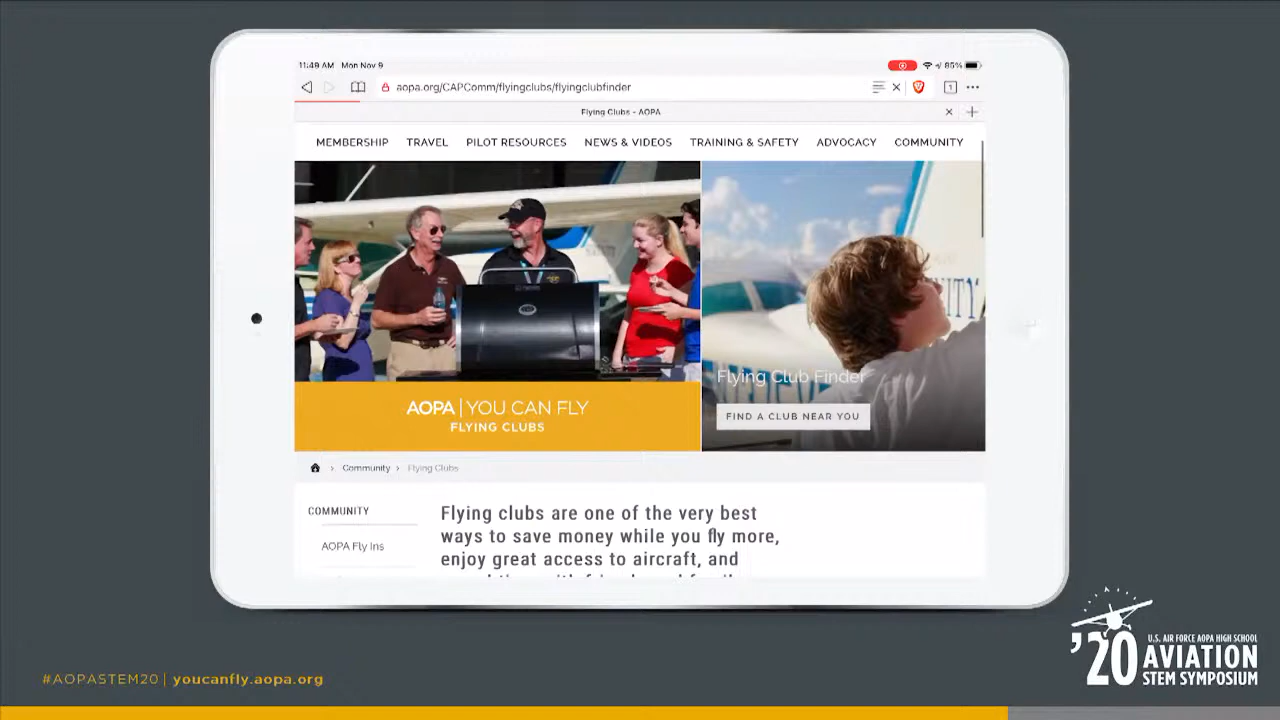 11:49 AM Mon Nov 9
85%
aopa.org/CAPComm/flyingclubs/flyingclubfinder
1
Flying Clubs - AOPA
MEMBERSHIP TRAVEL PILOT RESOURCES NEWS & VIDEOS TRAINING & SAFETY ADVOCACY COMMUNITY
Flying Club Finder
FIND A CLUB NEAR YOU
AOPA | YOU CAN FLY
FLYING CLUBS
Community > Flying Clubs
COMMUNITY
AOPA Fly Ins
Flying clubs are one of the very best
ways to save money while you fly more,
enjoy great access to aircraft, and
#AOPASTEM20 | youcanfly.aopa.org
'20
U.S. AIR FORCE AOPA HIGH SCHOOL
AVIATION
STEM SYMPOSIUM